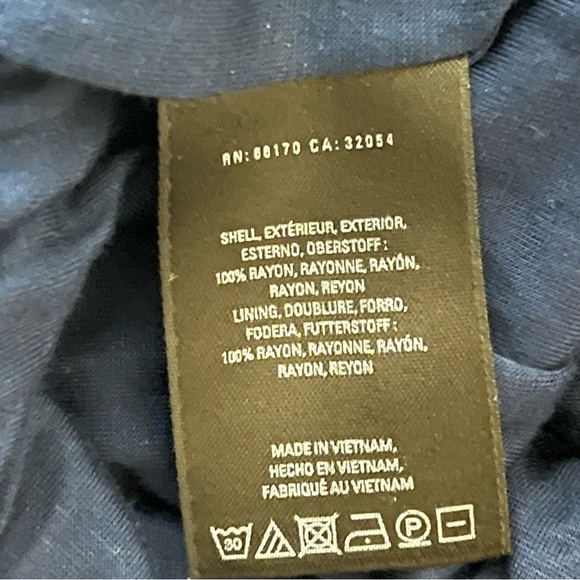 RN: 68170 CA: 32054
SHELL, EXTÉRIEUR, EXTERIOR,
ESTERNO, OBERSTOFF:
100% RAYON, RAYONNE, RAYÓN,
RAYON, REYON
LINING, DOUBLURE, FORRO,
FODERA, FUTTERSTOFF:
100% RAYON, RAYONNE, RAYÓN,
RAYON, REYON
MADE IN VIETNAM,
HECHO EN VIETNAM,
FABRIQUÉ AU VIETNAM
30 P